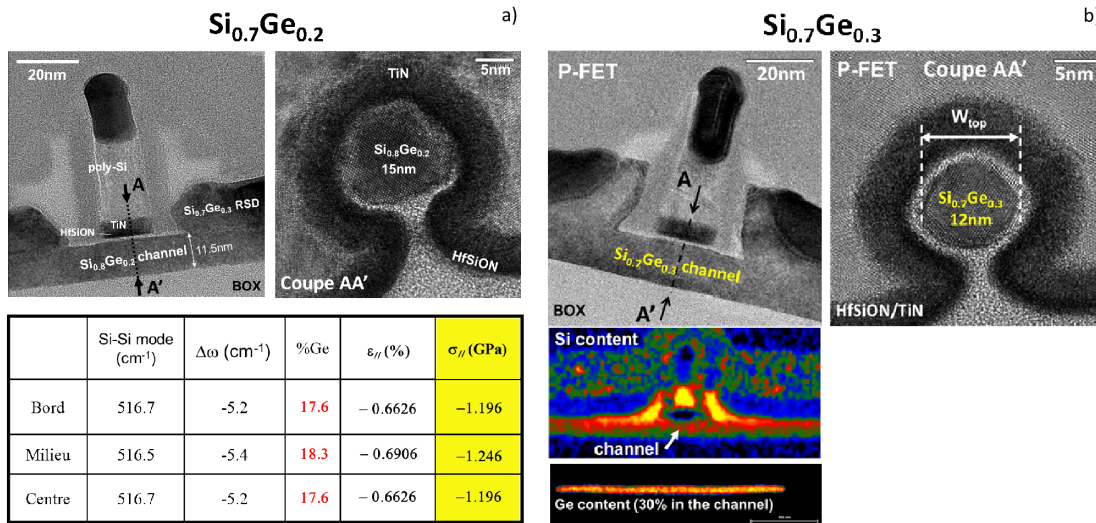 Si0.7Ge0.2
a)
20nm
poly-Si
A
Si0.7Ge0.3 RSD
HfSiON
TiN
Si0.8Ge0.2 channel
11.5nm
A’
BOX
TiN
5nm
Si0.8Ge0.2
15nm
HfSiON
Coupe AA’
Si-Si mode (cm-1) Δω (cm-1) %Ge ε// (%) σ// (GPa)
Bord 516.7 -5.2 17.6 −0.6626 −1.196
Milieu 516.5 -5.4 18.3 −0.6906 −1.246
Centre 516.7 -5.2 17.6 −0.6626 −1.196
Si0.7Ge0.3
b)
P-FET
20nm
A
Si0.7Ge0.3 channel
A’
BOX
P-FET
Coupe AA’
5nm
Wtop
Si0.7Ge0.3
12nm
HfSiON/TiN
Si content
channel
Ge content (30% in the channel)